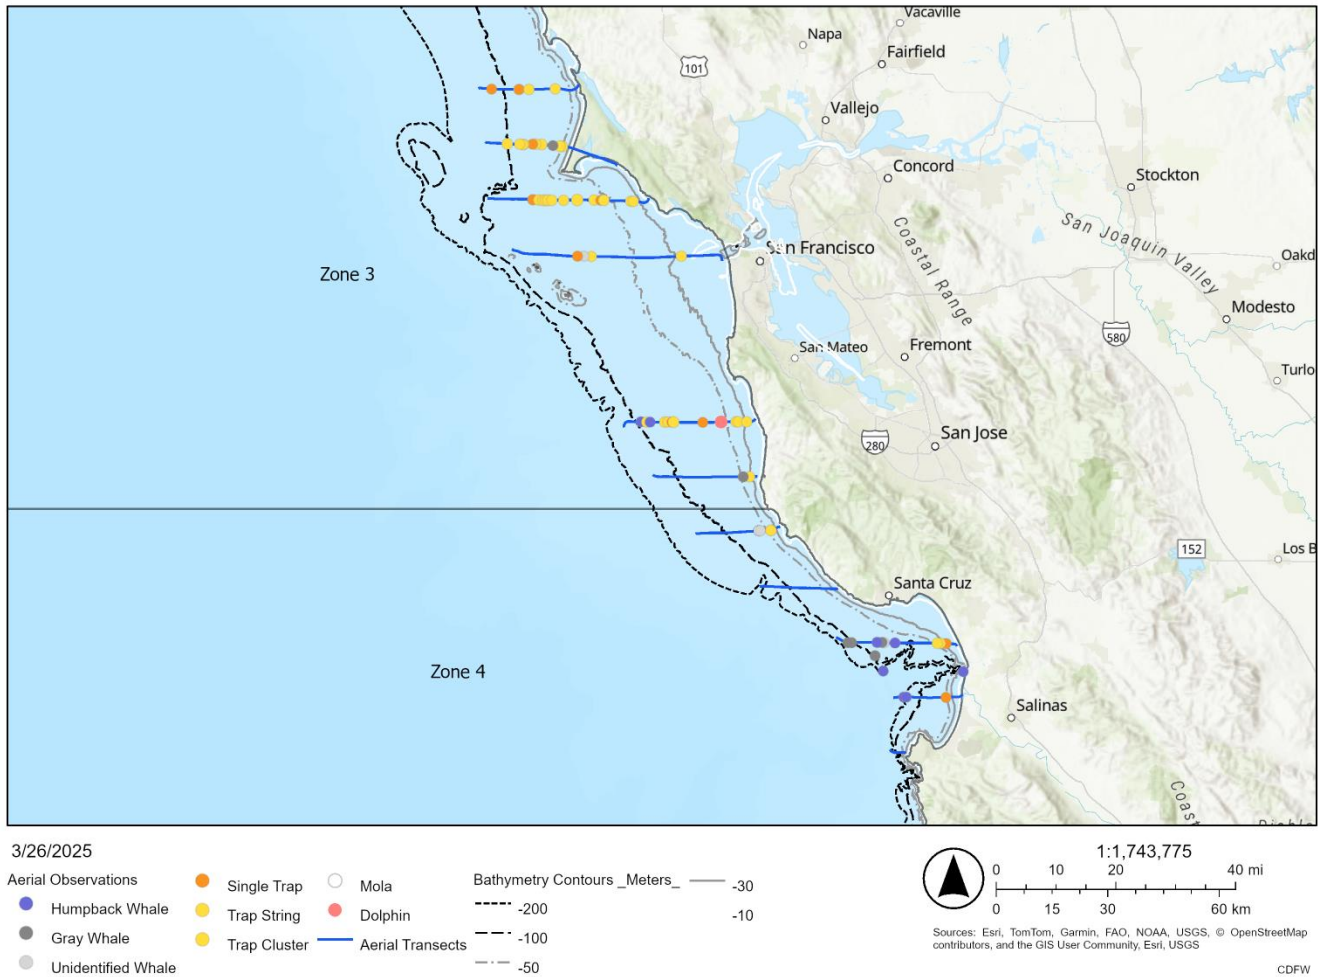 Vacaville
Napa
Fairfield
101
Vallejo
Concord
Stockton
San Joaquin Valley
Coastal Range
San Francisco
Oakd
Zone 3
Modesto
580
San Mateo
Fremont
Turlo
280
San Jose
152
Los B
Santa Cruz
Zone 4
Salinas
Coast
3/26/2025
Aerial Observations
Humpback Whale
Gray Whale
Unidentified Whale
Single Trap
Trap String
Trap Cluster
Mola
Dolphin
Aerial Transects
Bathymetry Contours _Meters_
-200
-100
-50
-30
-10
1:1,743,775
0 10 20 40 mi
0 15 30 60 km
Sources: Esri, TomTom, Garmin, FAO, NOAA, USGS, © OpenStreetMap
contributors, and the GIS User Community, Esri, USGS
CDFW